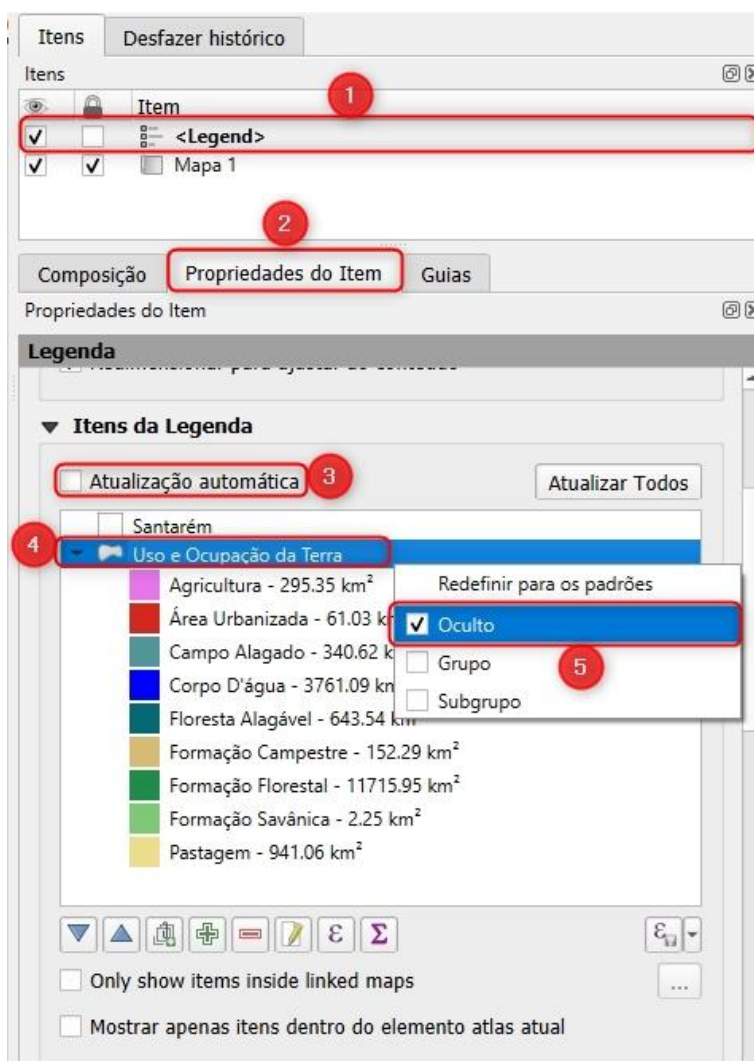 Itens Desfazer histórico
Itens
1
Item
<Legend>
Mapa 1
2
Composição Propriedades do Item Guias
Propriedades do Item
Legenda
Itens da Legenda
Atualização automática 3 Atualizar Todos
Santarém
4 Uso e Ocupação da Terra
Agricultura - 295.35 km² Redefinir para os padrões
Área Urbanizada - 61.03 Oculto
Campo Alagado - 340.62 Grupo
5
Corpo D'água - 3761.09 Subgrupo
Floresta Alagável - 643.54 km²
Formação Campestre - 152.29 km²
Formação Florestal - 11715.95 km²
Formação Savânica - 2.25 km²
Pastagem - 941.06 km²
ε Σ ε
Only show items inside linked maps ...
Mostrar apenas itens dentro do elemento atlas atual